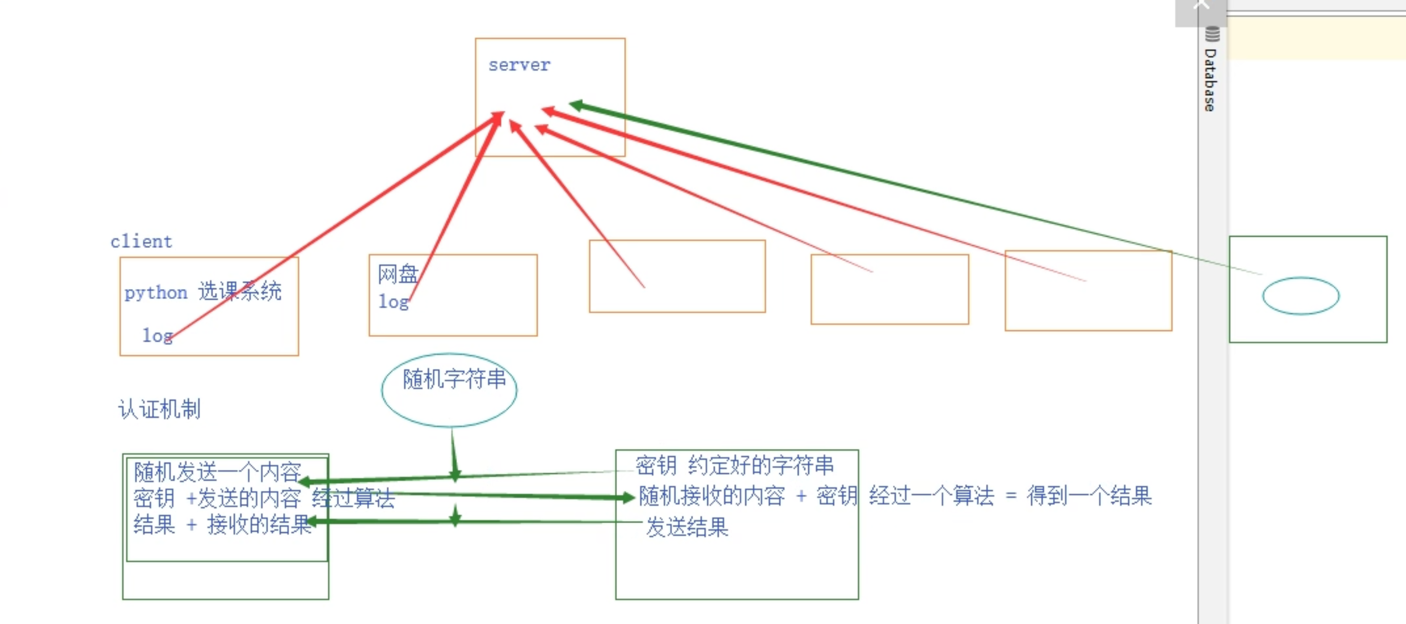 server
Database
client
python 选课系统
log
网盘
log
随机字符串
认证机制
随机发送一个内容
密钥 +发送的内容 经过算法
结果 + 接收的结果
密钥 约定好的字符串
随机接收的内容 + 密钥 经过一个算法 = 得到一个结果
发送结果